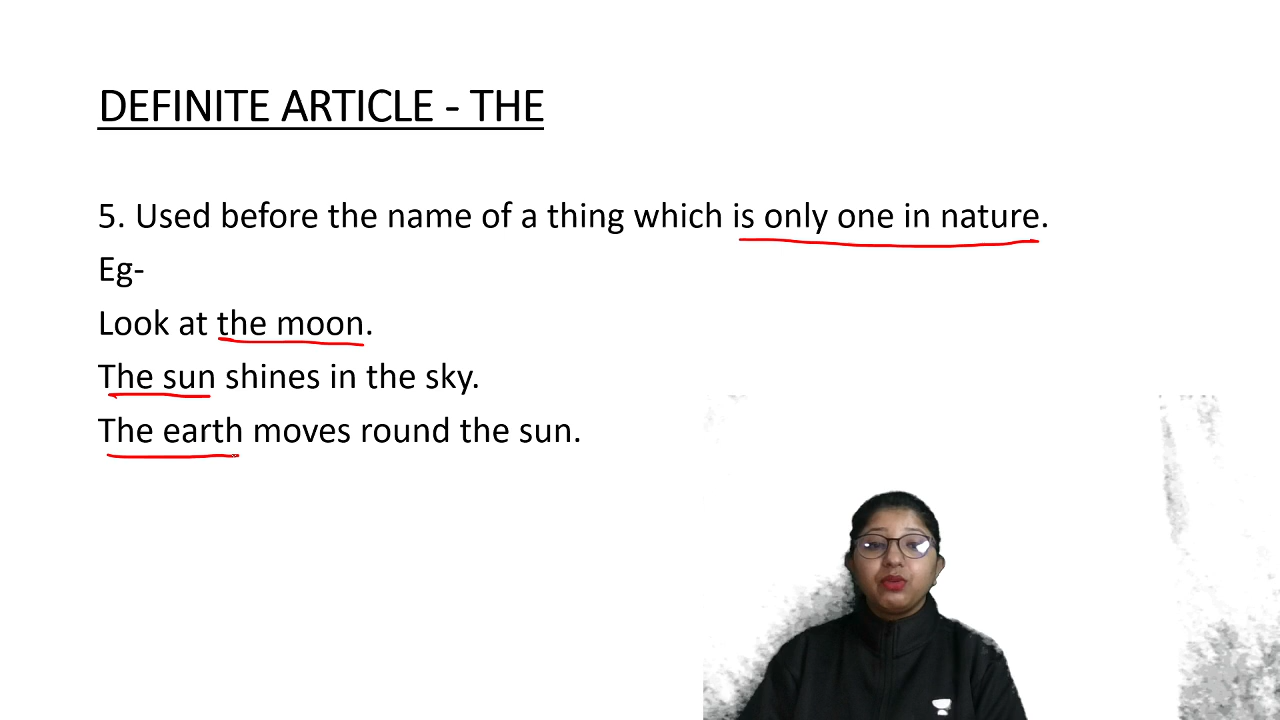 DEFINITE ARTICLE - THE
5. Used before the name of a thing which is only one in nature.
Eg-
Look at the moon.
The sun shines in the sky.
The earth moves round the sun.